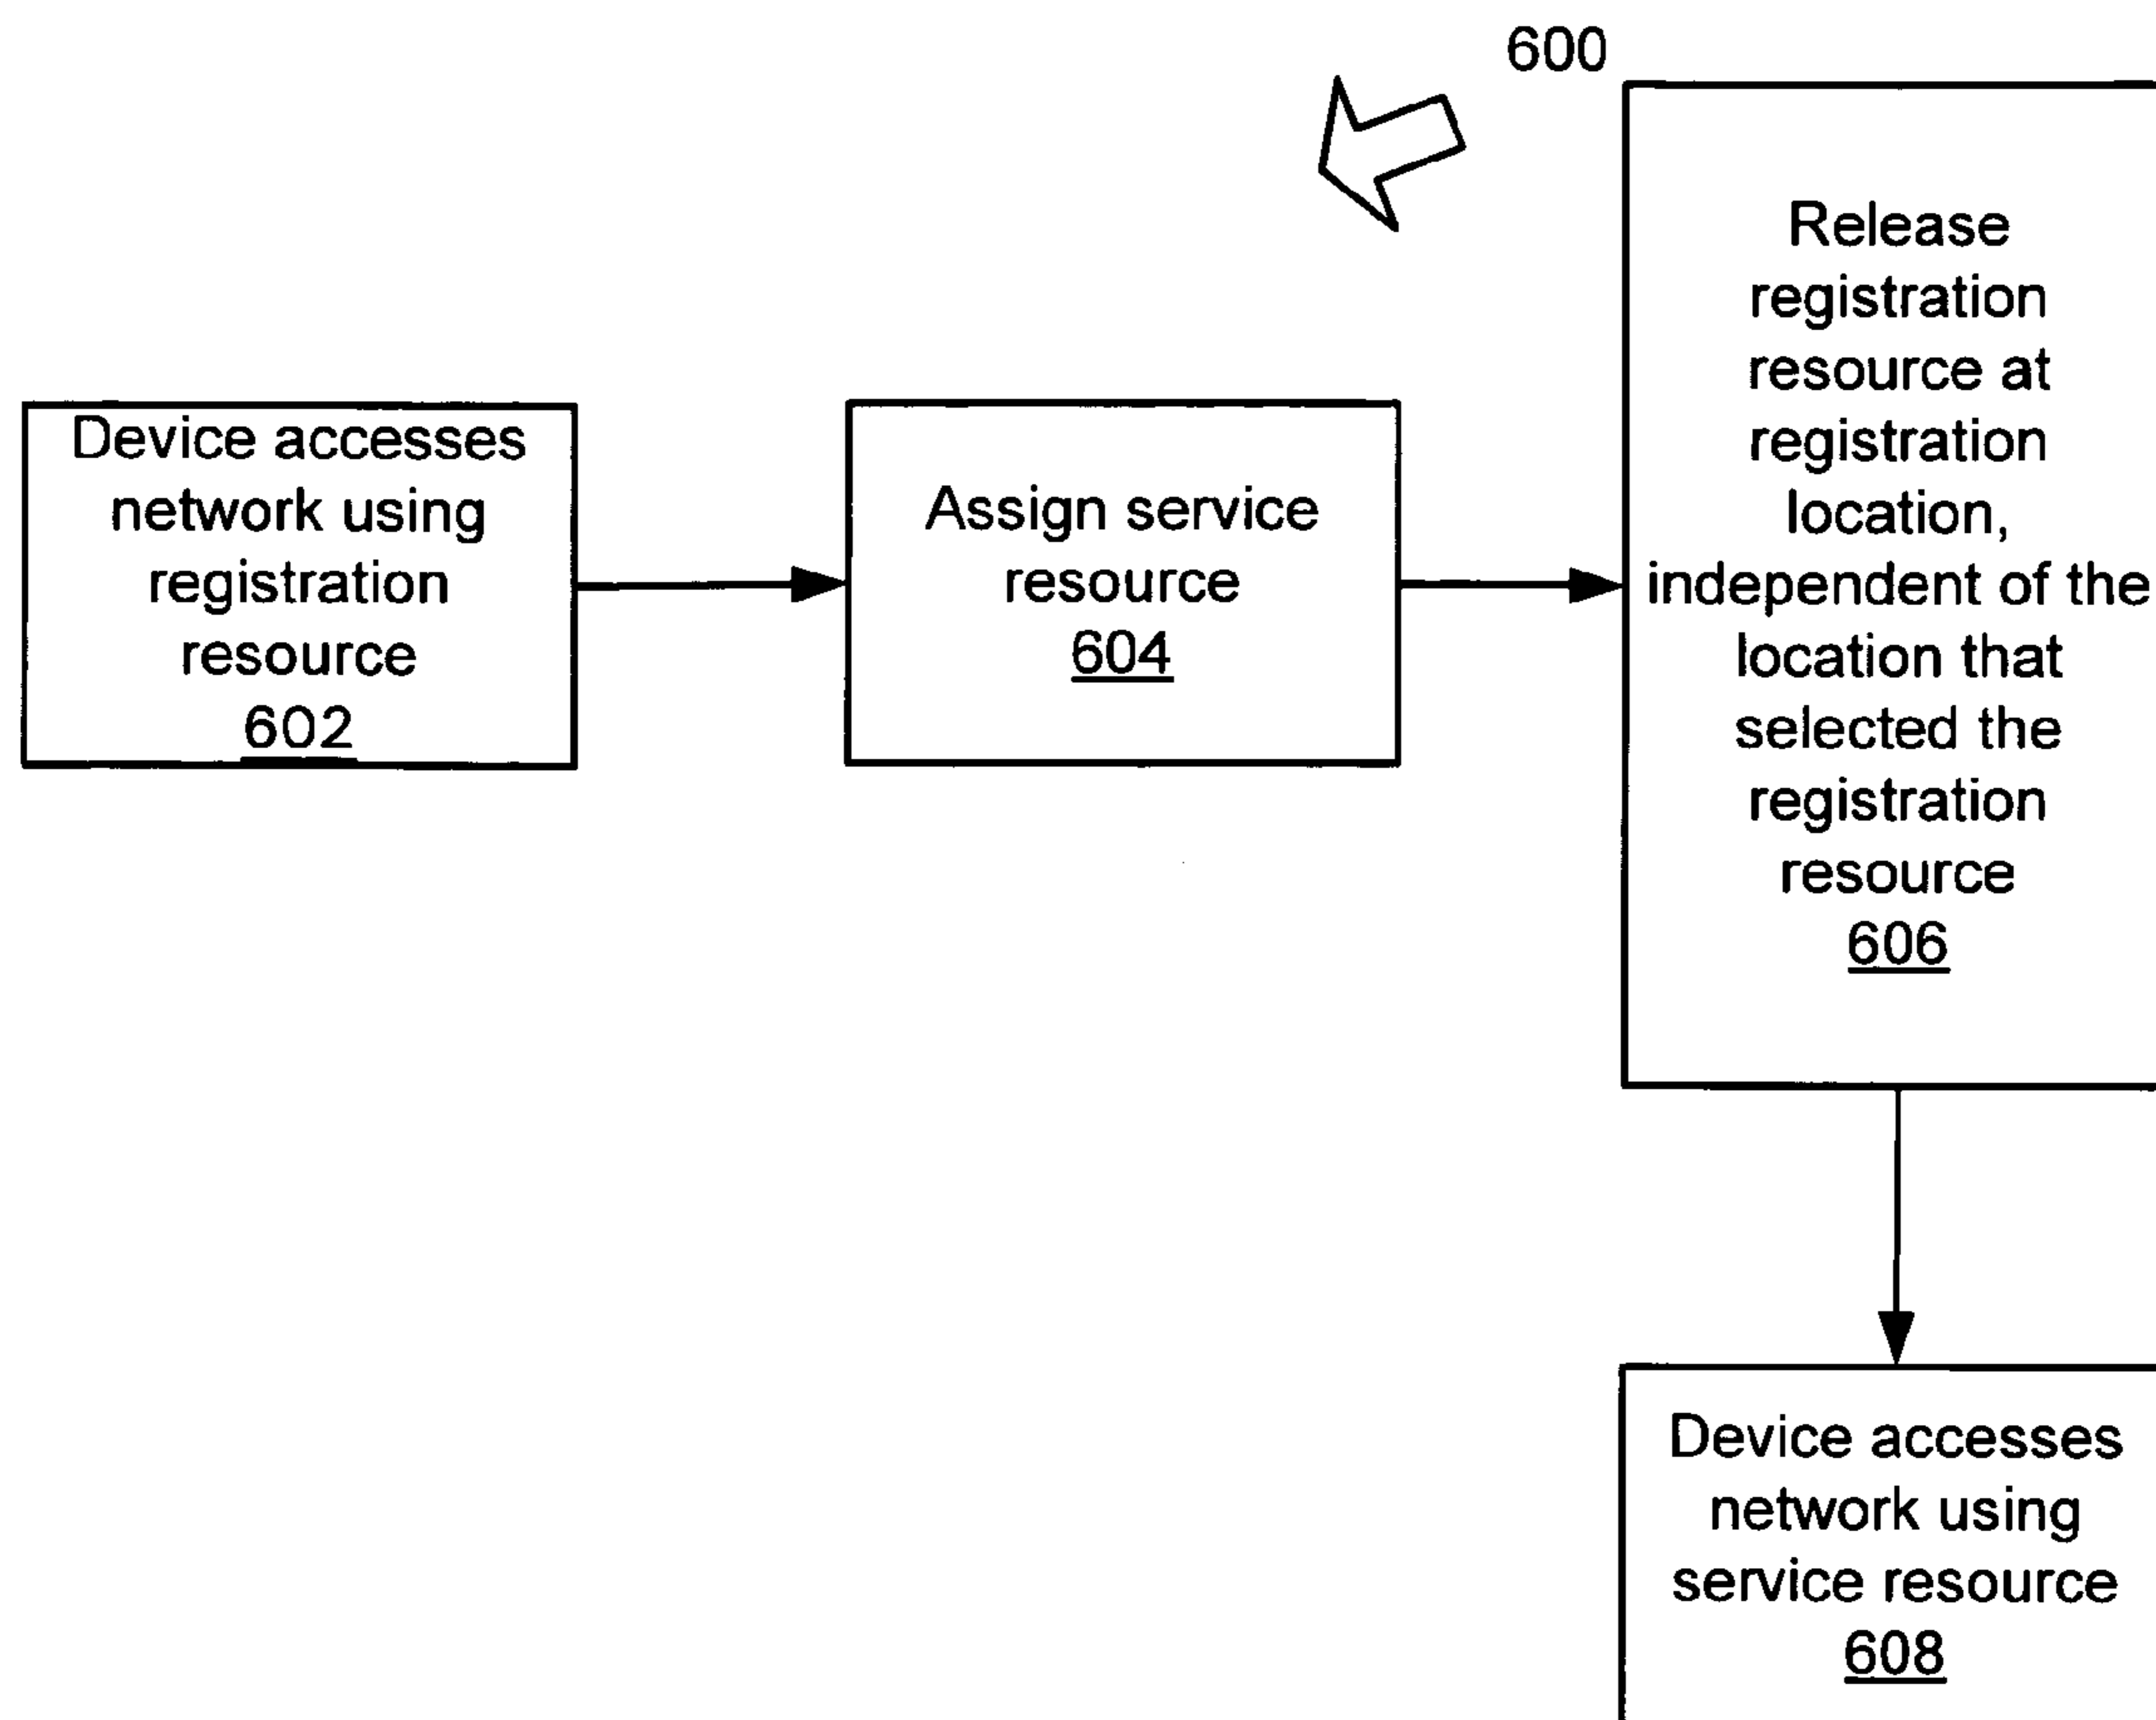 600
Device accesses
network using
registration
resource
602
Assign service
resource
604
Release
registration
resource at
registration
location,
independent of the
location that
selected the
registration
resource
606
Device accesses
network using
service resource
608